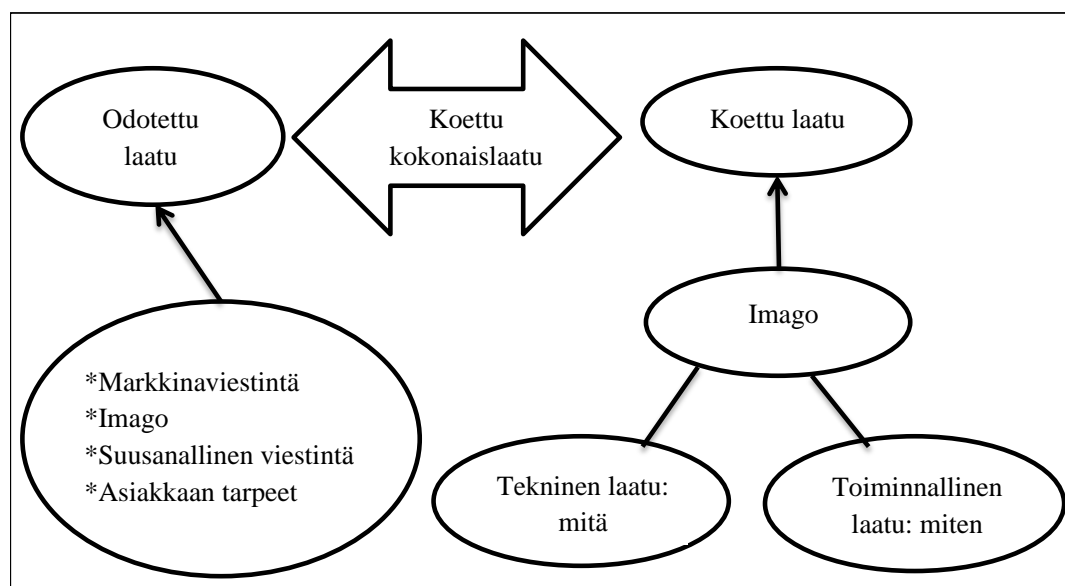 Odotettu
laatu
Koettu
kokonaislaatu
Koettu laatu
Imago
*Markkinaviestintä
*Imago
*Suusanallinen viestintä
*Asiakkaan tarpeet
Tekninen laatu:
mitä
Toiminnallinen
laatu: miten